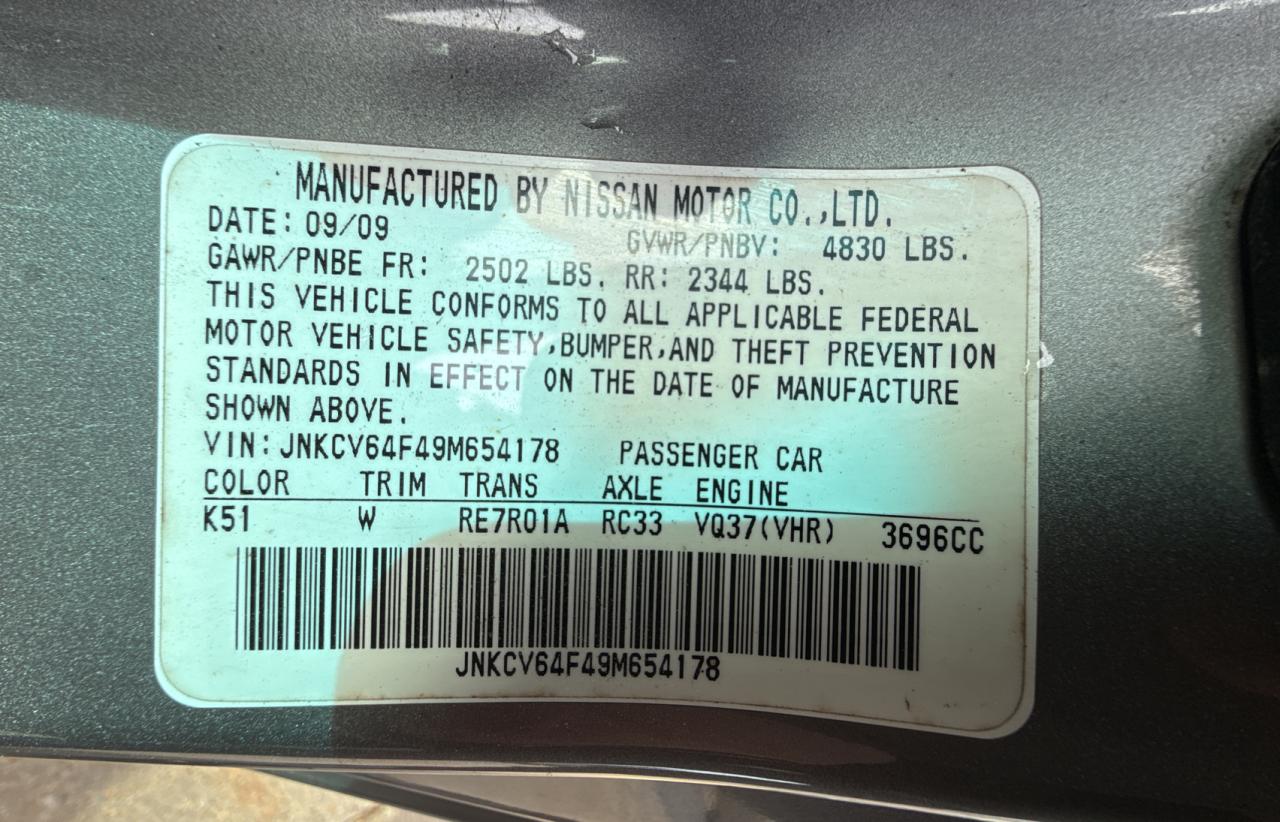 MANUFACTURED BY NISSAN MOTOR CO.,LTD.
DATE: 09/09 GVWR/PNBV: 4830 LBS.
GAWR/PNBE FR: 2502 LBS. RR: 2344 LBS.
THIS VEHICLE CONFORMS TO ALL APPLICABLE FEDERAL
MOTOR VEHICLE SAFETY,BUMPER,AND THEFT PREVENTION
STANDARDS IN EFFECT ON THE DATE OF MANUFACTURE
SHOWN ABOVE.
VIN: JNKCV64F49M654178 PASSENGER CAR
COLOR TRIM TRANS AXLE ENGINE
K51 W RE7R01A RC33 VQ37(VHR) 3696CC
JNKCV64F49M654178